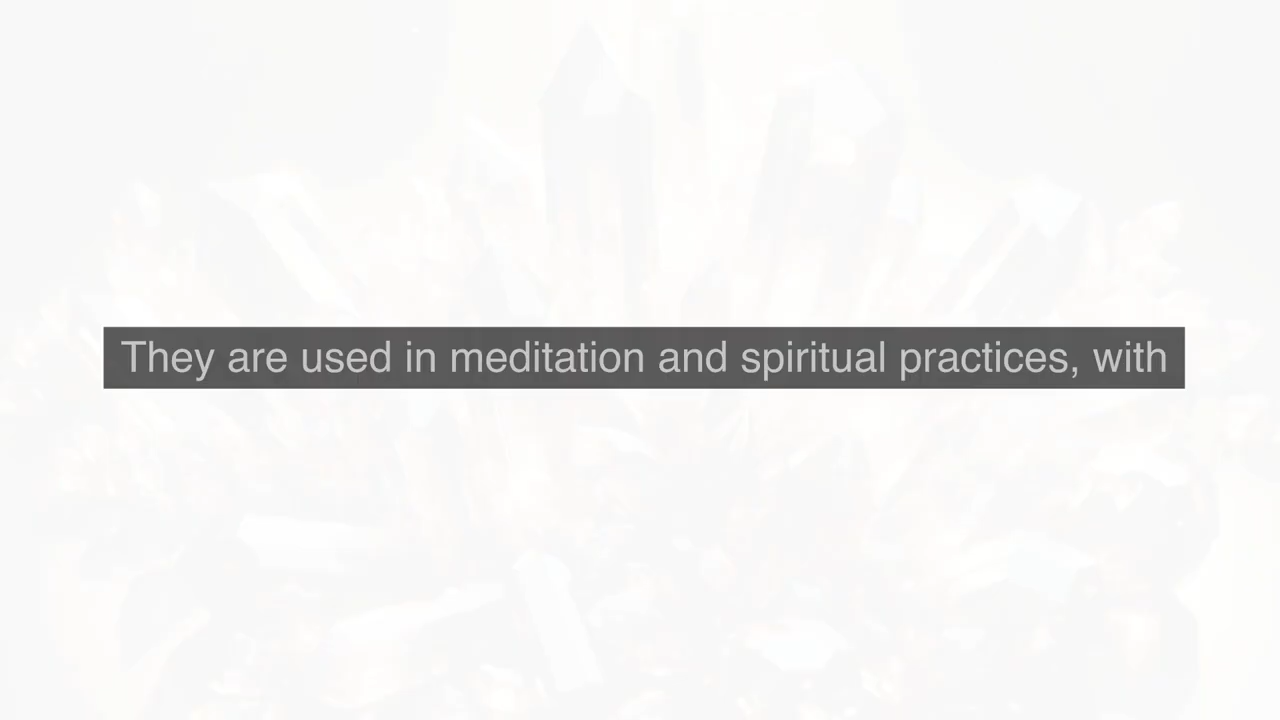 They are used in meditation and spiritual practices, with